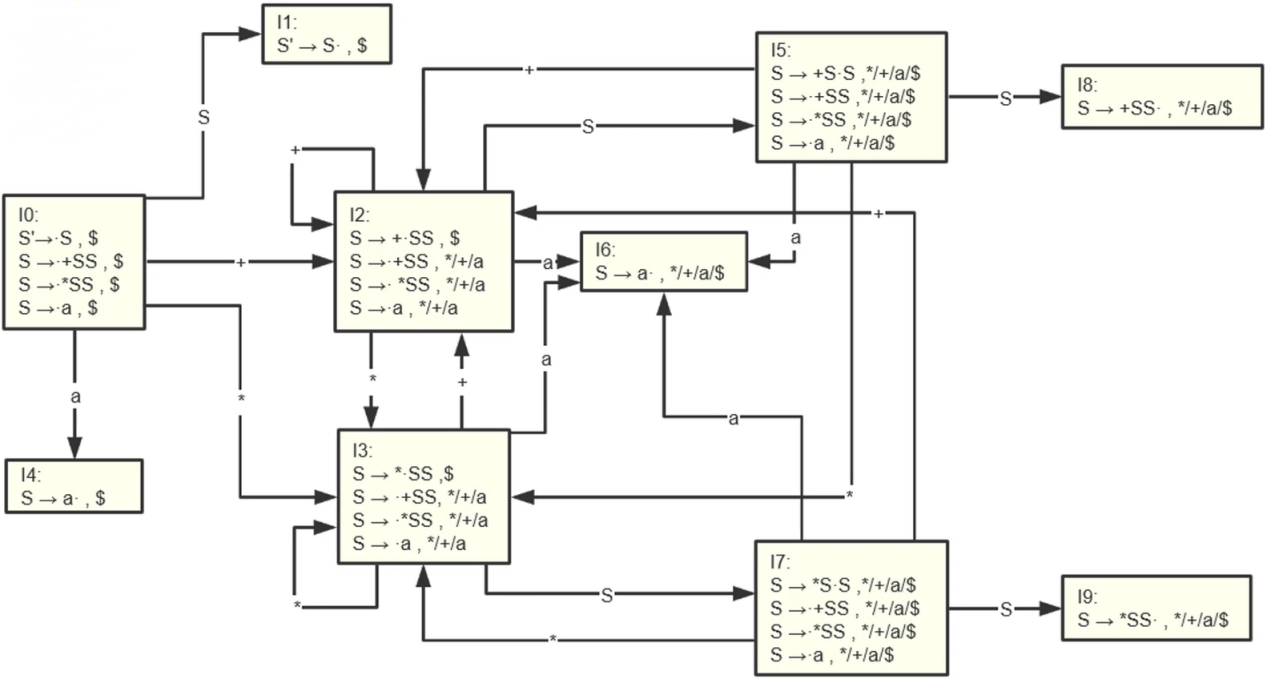 I1:
S' → S· , $
S
I0:
S'→·S , $
S →·+SS , $
S →·*SS , $
S →·a , $
+
*
a
I4:
S → a· , $
+
I2:
S → +·SS , $
S →·+SS , */+/a
S →· *SS , */+/a
S →·a , */+/a
+
S
a
*
+
a
I3:
S → *·SS ,$
S → ·+SS, */+/a
S → ·*SS , */+/a
S → ·a , */+/a
*
S
*
I6:
S → a· , */+/a/$
a
a
*
+
I5:
S → +S·S ,*/+/a/$
S →·+SS ,*/+/a/$
S →·*SS ,*/+/a/$
S →·a , */+/a/$
S
I8:
S → +SS· , */+/a/$
I7:
S → *S·S ,*/+/a/$
S →·+SS , */+/a/$
S →·*SS , */+/a/$
S →·a , */+/a/$
S
I9:
S → *SS· , */+/a/$